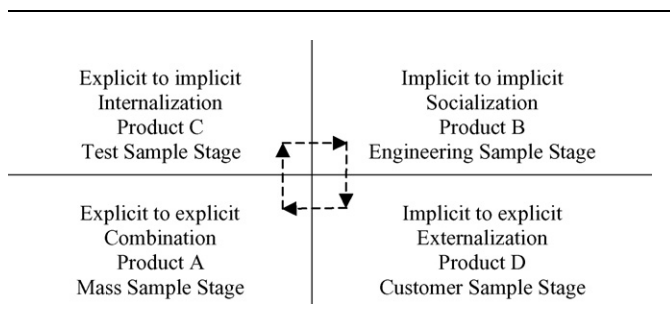 Explicit to implicit
Internalization
Product C
Test Sample Stage
Implicit to implicit
Socialization
Product B
Engineering Sample Stage
Explicit to explicit
Combination
Product A
Mass Sample Stage
Implicit to explicit
Externalization
Product D
Customer Sample Stage